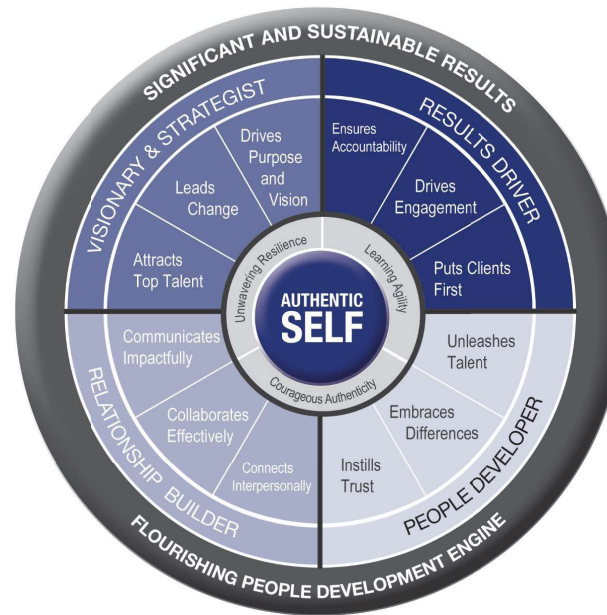 SIGNIFICANT AND SUSTAINABLE RESULTS
VISIONARY & STRATEGIST
Attracts
Top Talent
Leads
Change
Drives
Purpose
and
Vision
RESULTS DRIVER
Ensures
Accountability
Drives
Engagement
Puts Clients
First
Unwavering Resilience
Learning Agility
Courageous Authenticity
AUTHENTIC
SELF
RELATIONSHIP BUILDER
Communicates
Impactfully
Collaborates
Effectively
Connects
Interpersonally
PEOPLE DEVELOPER
Unleashes
Talent
Embraces
Differences
Instills
Trust
FLOURISHING PEOPLE DEVELOPMENT ENGINE